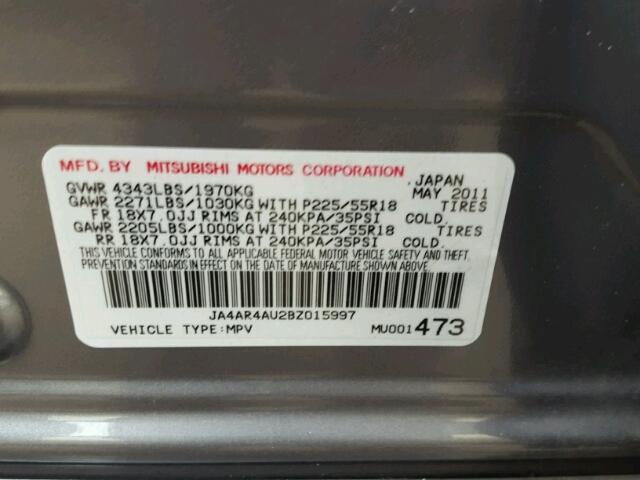 MFD. BY MITSUBISHI MOTORS CORPORATION
JAPAN
GVWR 4343LBS/1970KG MAY 2011
GAWR 2271LBS/1030KG WITH P225/55R18 TIRES
FR 18X7.0JJ RIMS AT 240KPA/35PSI COLD.
GAWR 2205LBS/1000KG WITH P225/55R18 TIRES
RR 18X7.0JJ RIMS AT 240KPA/35PSI COLD.
THIS VEHICLE CONFORMS TO ALL APPLICABLE FEDERAL MOTOR VEHICLE SAFETY AND THEFT
PREVENTION STANDARDS IN EFFECT ON THE DATE OF MANUFACTURE SHOWN ABOVE.
JA4AR4AU2BZ015997
VEHICLE TYPE:MPV MU001473